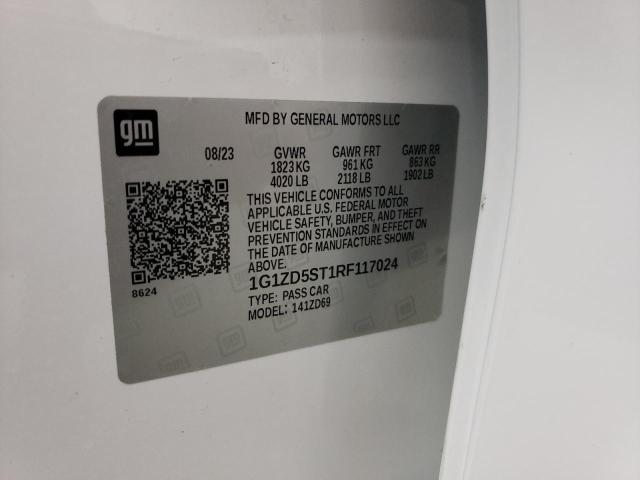 gm
MFD BY GENERAL MOTORS LLC
08/23 GVWR GAWR FRT GAWR RR
1823 KG 961 KG 863 KG
4020 LB 2118 LB 1902 LB
THIS VEHICLE CONFORMS TO ALL
APPLICABLE U.S. FEDERAL MOTOR
VEHICLE SAFETY, BUMPER, AND THEFT
PREVENTION STANDARDS IN EFFECT ON
THE DATE OF MANUFACTURE SHOWN
ABOVE.
8624
1G1ZD5ST1RF117024
TYPE: PASS CAR
MODEL: 141ZD69